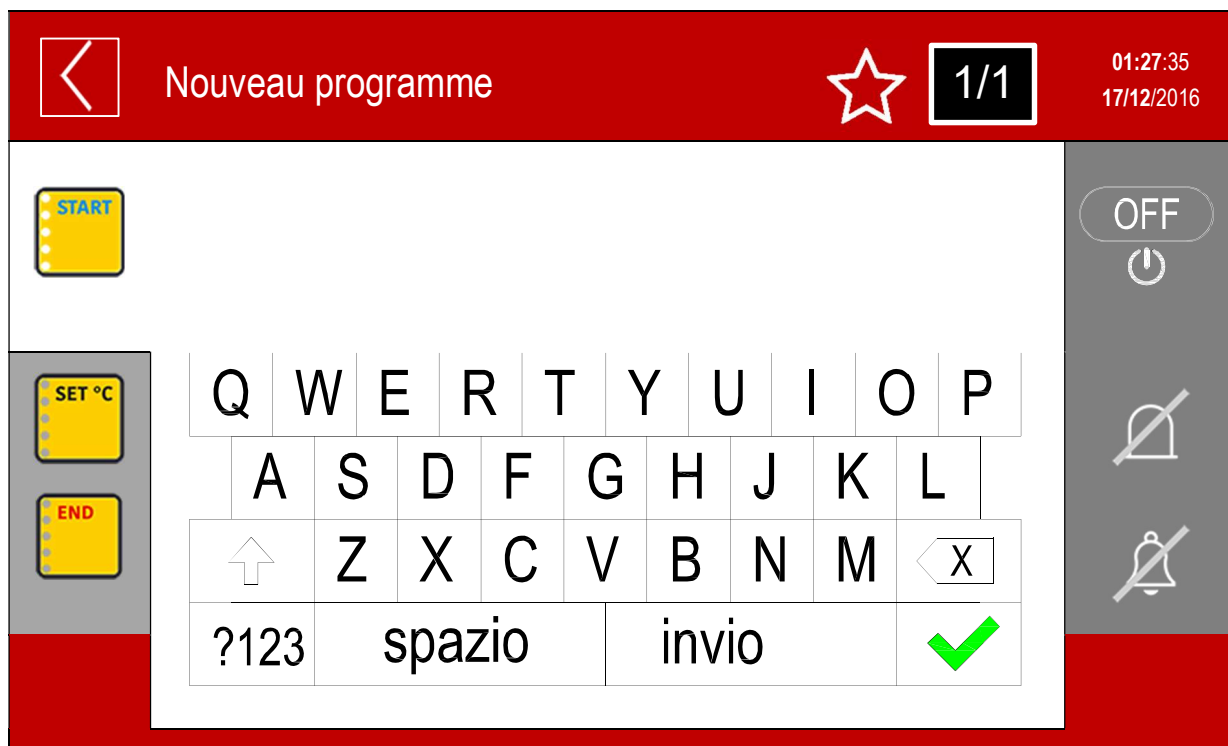 Nouveau programme
1/1
01:27:35
17/12/2016
START
OFF
SET °C
END
Q W E R T Y U I O P
A S D F G H J K L
Z X C V B N M X
?123 spazio invio